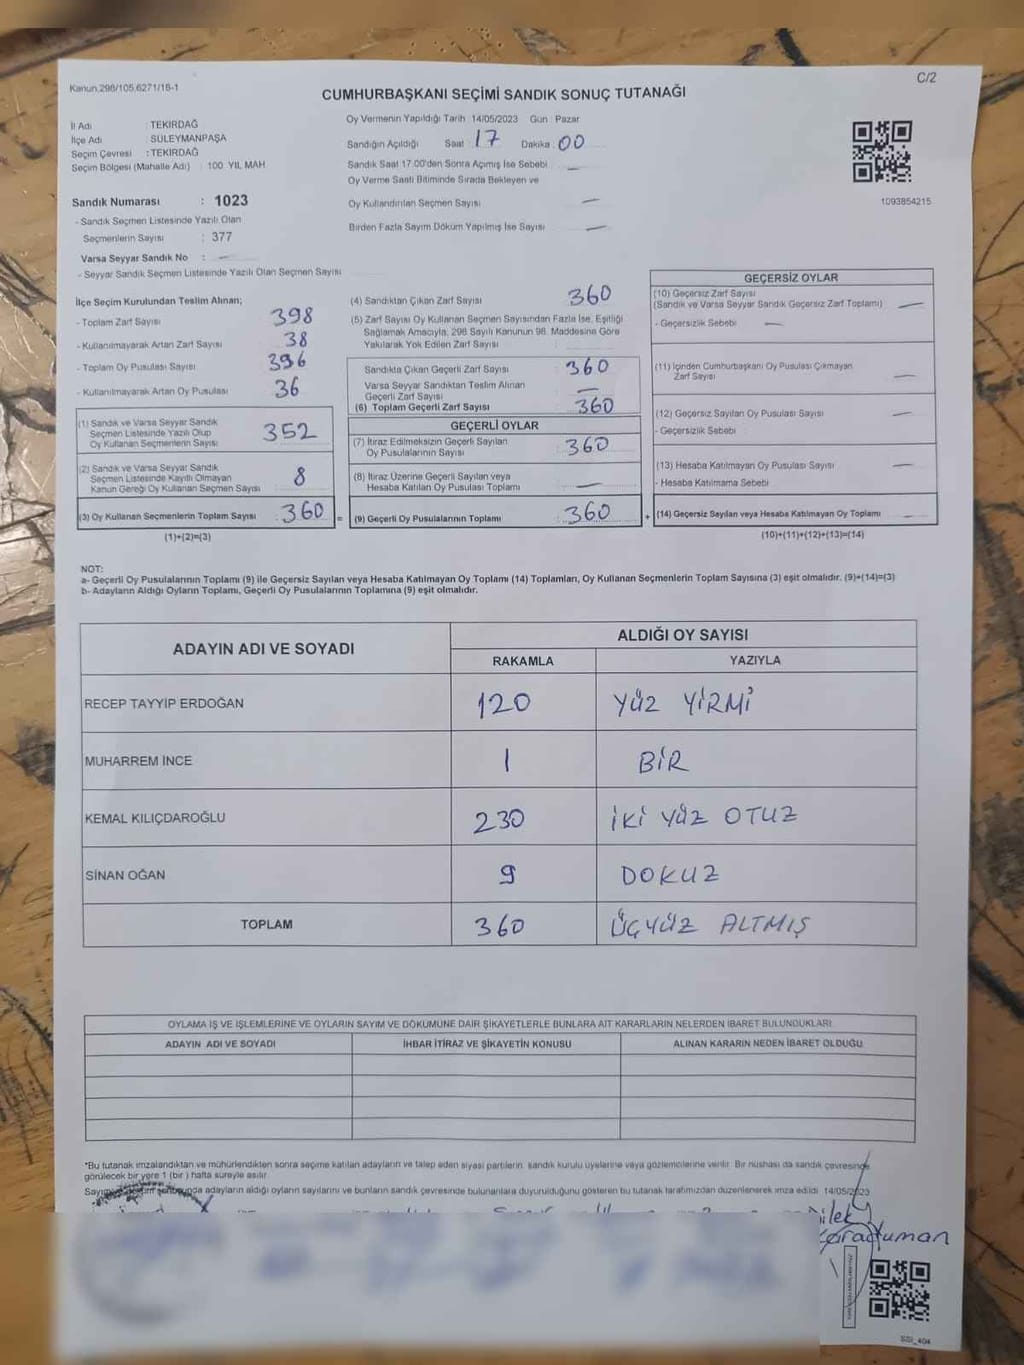 C/2
Kanun.298/105,6271/18-1
CUMHURBAŞKANI SEÇİMİ SANDIK SONUÇ TUTANAĞI
İl Adı : TEKİRDAĞ
İlçe Adı : SÜLEYMANPAŞA
Seçim Çevresi : TEKİRDAĞ
Seçim Bölgesi (Mahalle Adı) : 100 YIL MAH
Oy Vermenin Yapıldığı Tarih 14/05/2023 Gün Pazar
Sandığın Açıldığı Saat 17 Dakika 00
Sandık Saat 17.00'den Sonra Açımış İse Sebebi —
Oy Verme Saati Bitiminde Sırada Bekleyen ve
Oy Kullandırılan Seçmen Sayısı —
Birden Fazla Sayım Döküm Yapılmış İse Sayısı —
1093854215
Sandık Numarası : 1023
- Sandık Seçmen Listesinde Yazılı Olan
Seçmenlerin Sayısı : 377
Varsa Seyyar Sandık No : —
- Seyyar Sandık Seçmen Listesinde Yazılı Olan Seçmen Sayısı
İlçe Seçim Kurulundan Teslim Alınan;
- Toplam Zarf Sayısı 398
- Kullanılmayarak Artan Zarf Sayısı 38
- Toplam Oy Pusulası Sayısı 396
- Kullanılmayarak Artan Oy Pusulası 36
(1) Sandık ve Varsa Seyyar Sandık
Seçmen Listesinde Yazılı Olup
Oy Kullanan Seçmenlerin Sayısı 352
(2) Sandık ve Varsa Seyyar Sandık
Seçmen Listesinde Kayıtlı Olmayan
Kanun Gereği Oy Kullanan Seçmen Sayısı 8
(3) Oy Kullanan Seçmenlerin Toplam Sayısı 360 =
(1)+(2)=(3)
(4) Sandıktan Çıkan Zarf Sayısı 360
(5) Zarf Sayısı Oy Kullanan Seçmen Sayısından Fazla İse, Eşitliği
Sağlamak Amacıyla, 298 Sayılı Kanunun 98. Maddesine Göre
Yakılarak Yok Edilen Zarf Sayısı
Sandıkta Çıkan Geçerli Zarf Sayısı : 360
Varsa Seyyar Sandıktan Teslim Alınan
Geçerli Zarf Sayısı —
(6) Toplam Geçerli Zarf Sayısı : 360
GEÇERLİ OYLAR
(7) İtiraz Edilmeksizin Geçerli Sayılan
Oy Pusulalarının Sayısı : 360
(8) İtiraz Üzerine Geçerli Sayılan veya
Hesaba Katılan Oy Pusulası Toplamı : —
(9) Geçerli Oy Pusulalarının Toplamı : 360 +
GEÇERSİZ OYLAR
(10) Geçersiz Zarf Sayısı
(Sandık ve Varsa Seyyar Sandık Geçersiz Zarf Toplamı) —
- Geçersizlik Sebebi —
(11) İçinden Cumhurbaşkanı Oy Pusulası Çıkmayan
Zarf Sayısı —
(12) Geçersiz Sayılan Oy Pusulası Sayısı —
- Geçersizlik Sebebi
(13) Hesaba Katılmayan Oy Pusulası Sayısı —
- Hesaba Katılmama Sebebi
(14) Geçersiz Sayılan veya Hesaba Katılmayan Oy Toplamı —
(10)+(11)+(12)+(13)=(14)
NOT:
a- Geçerli Oy Pusulalarının Toplamı (9) ile Geçersiz Sayılan veya Hesaba Katılmayan Oy Toplamı (14) Toplamları, Oy Kullanan Seçmenlerin Toplam Sayısına (3) eşit olmalıdır. (9)+(14)=(3)
b- Adayların Aldığı Oyların Toplamı, Geçerli Oy Pusulalarının Toplamına (9) eşit olmalıdır.
ADAYIN ADI VE SOYADI ALDIĞI OY SAYISI
RAKAMLA YAZIYLA
RECEP TAYYİP ERDOĞAN 120 YÜZ YİRMİ
MUHARREM İNCE 1 BİR
KEMAL KILIÇDAROĞLU 230 İKİ YÜZ OTUZ
SİNAN OĞAN 9 DOKUZ
TOPLAM 360 ÜÇYÜZ ALTMIŞ
OYLAMA İŞ VE İŞLEMLERİNE VE OYLARIN SAYIM VE DÖKÜMÜNE DAİR ŞİKAYETLERLE BUNLARA AİT KARARLARIN NELERDEN İBARET BULUNDUKLARI
ADAYIN ADI VE SOYADI İHBAR İTİRAZ VE ŞİKAYETİN KONUSU ALINAN KARARIN NEDEN İBARET OLDUĞU
*Bu tutanak imzalandıktan ve mühürlendikten sonra seçime katılan adayların ve talep eden siyasi partilerin sandık kurulu üyelerine veya gözlemcilerine verilir. Bir nüshası da sandık çevresinde
görülecek bir yere 1 (bir) hafta süreyle asılır.
adayların aldığı oyların sayılarını ve bunların sandık çevresinde bulunanlara duyurulduğunu gösteren bu tutanak tarafımızdan düzenlenerek imza edildi. 14/05/2023
Karaduman